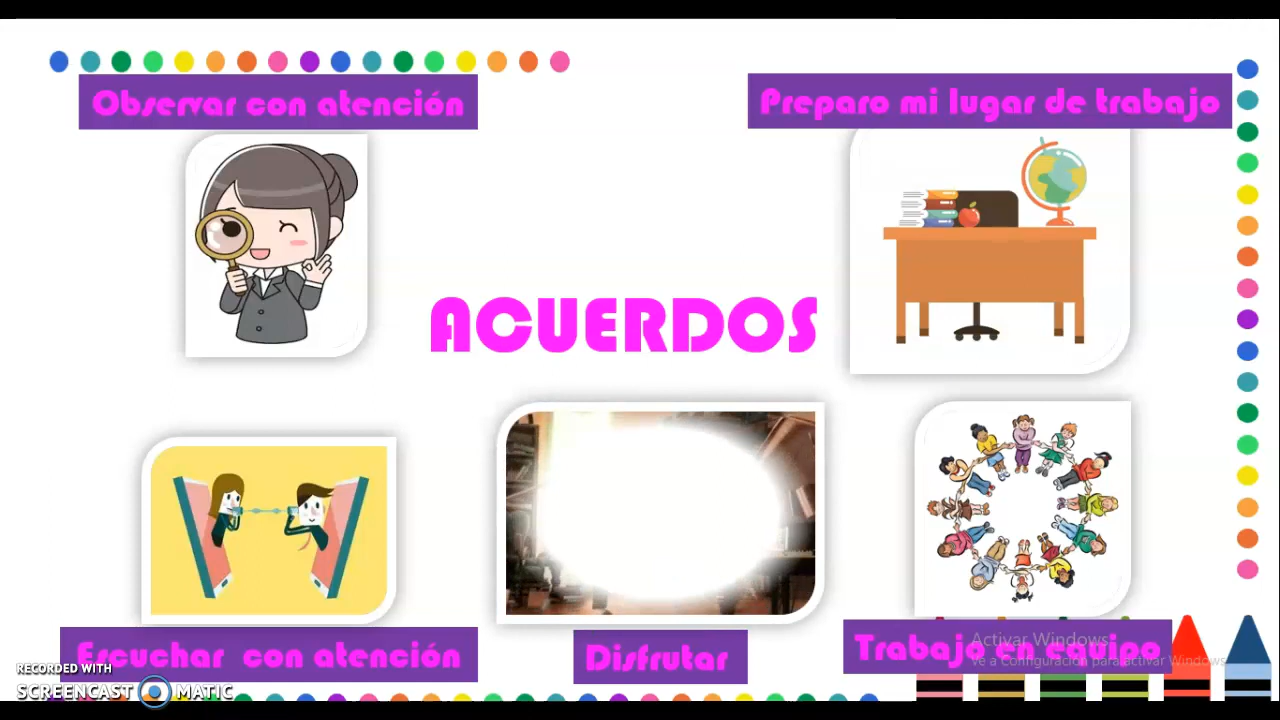 Observar con atención
Preparo mi lugar de trabajo
ACUERDOS
Escuchar con atención
Disfrutar
Trabajo en equipo
Activar Windows
Ve a Configuración para activar Windows.
RECORDED WITH
SCREENCAST MATIC